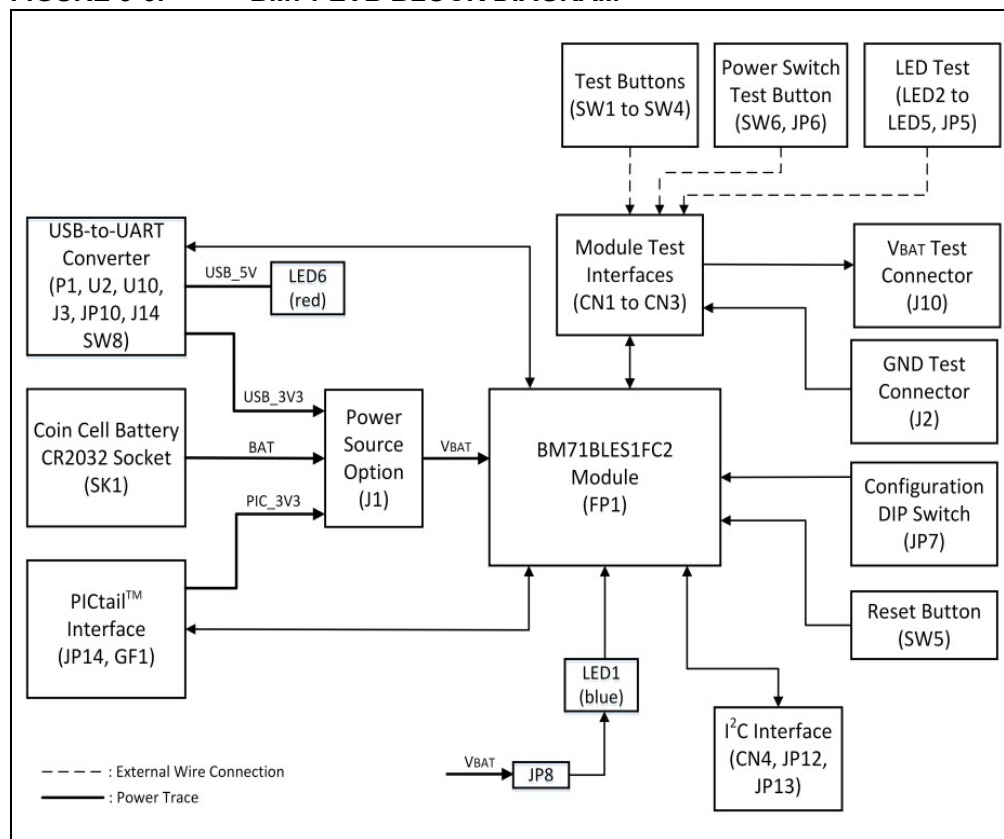 Test Buttons
(SW1 to SW4)
Power Switch
Test Button
(SW6, JP6)
LED Test
(LED2 to
LED5, JP5)
USB-to-UART
Converter
(P1, U2, U10,
J3, JP10, J14
SW8)
USB_5V
LED6
(red)
Module Test
Interfaces
(CN1 to CN3)
VBAT Test
Connector
(J10)
GND Test
Connector
(J2)
USB_3V3
Coin Cell Battery
CR2032 Socket
(SK1)
BAT
Power
Source
Option
(J1)
VBAT
BM71BLES1FC2
Module
(FP1)
Configuration
DIP Switch
(JP7)
PIC_3V3
PICtail™
Interface
(JP14, GF1)
Reset Button
(SW5)
LED1
(blue)
I²C Interface
(CN4, JP12,
JP13)
VBAT
JP8
: External Wire Connection
: Power Trace